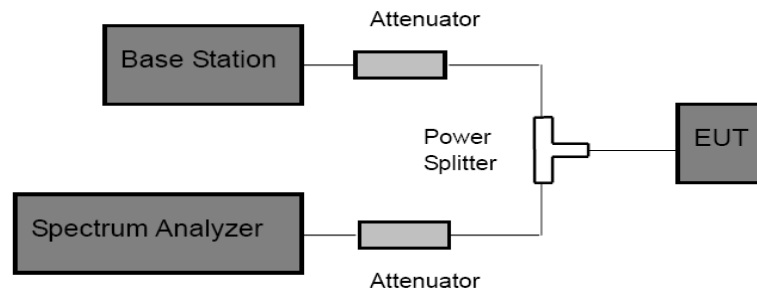 Attenuator
Base Station
Power
Splitter
EUT
Spectrum Analyzer
Attenuator